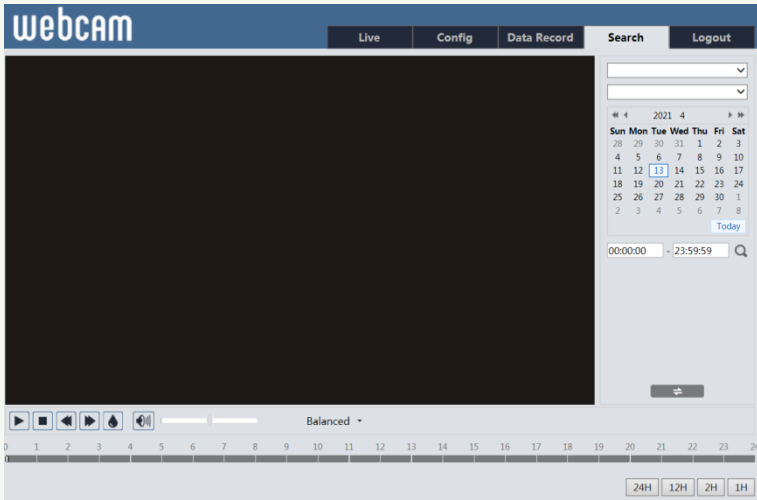 webcam
Live Config Data Record Search Logout
2021 4
Sun Mon Tue Wed Thu Fri Sat
28 29 30 31 1 2 3
4 5 6 7 8 9 10
11 12 13 14 15 16 17
18 19 20 21 22 23 24
25 26 27 28 29 30 1
2 3 4 5 6 7 8
Today
00:00:00 - 23:59:59
Balanced
0 1 2 3 4 5 6 7 8 9 10 11 12 13 14 15 16 17 18 19 20 21 22 23 24
24H 12H 2H 1H